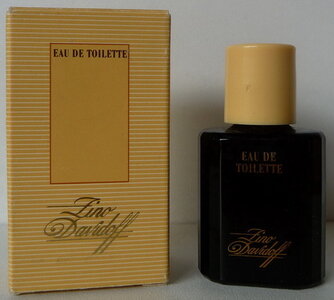 EAU DE TOILETTE
Zino
Davidoff
EAU DE
TOILETTE
Zino
Davidoff